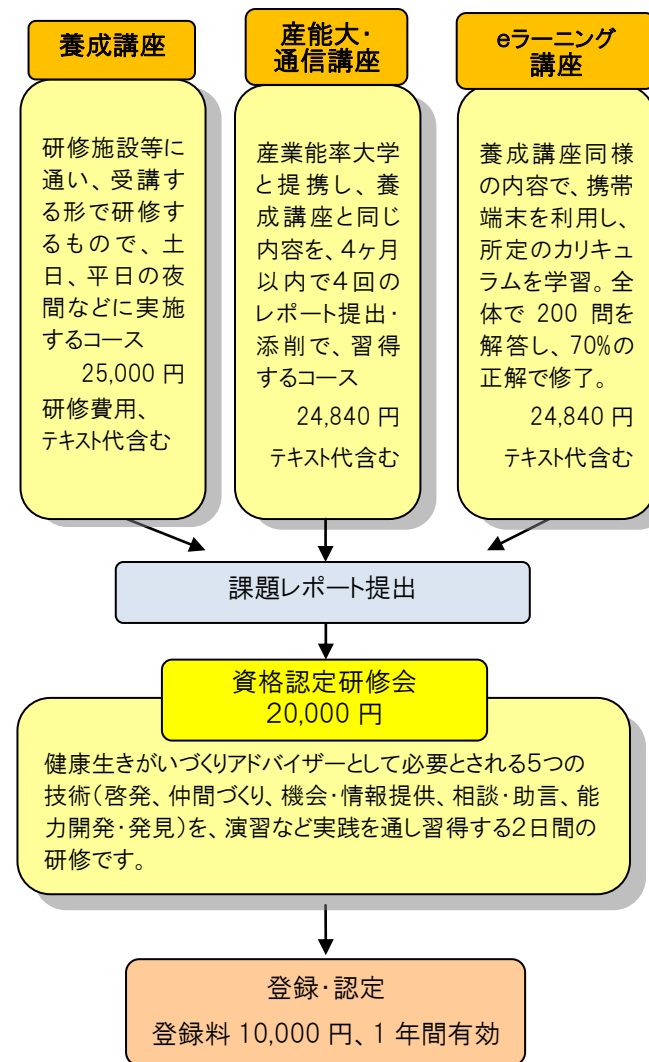 養成講座
研修施設等に
通い、受講す
る形で研修す
るもので、土
日、平日の夜
間などに実施
するコース
25,000 円
研修費用、
テキスト代含む
産能大・
通信講座
産業能率大学
と提携し、養
成講座と同じ
内容を、4ヶ月
以内で4回の
レポート提出・
添削で、習得
するコース
24,840 円
テキスト代含む
eラーニング
講座
養成講座同様
の内容で、携帯
端末を利用し、
所定のカリキュ
ラムを学習。全
体で 200 問を
解答し、70%の
正解で修了。
24,840 円
テキスト代含む
課題レポート提出
資格認定研修会
20,000 円
健康生きがいづくりアドバイザーとして必要とされる5つの
技術(啓発、仲間づくり、機会・情報提供、相談・助言、能
力開発・発見)を、演習など実践を通し習得する2日間の
研修です。
登録・認定
登録料 10,000 円、1 年間有効